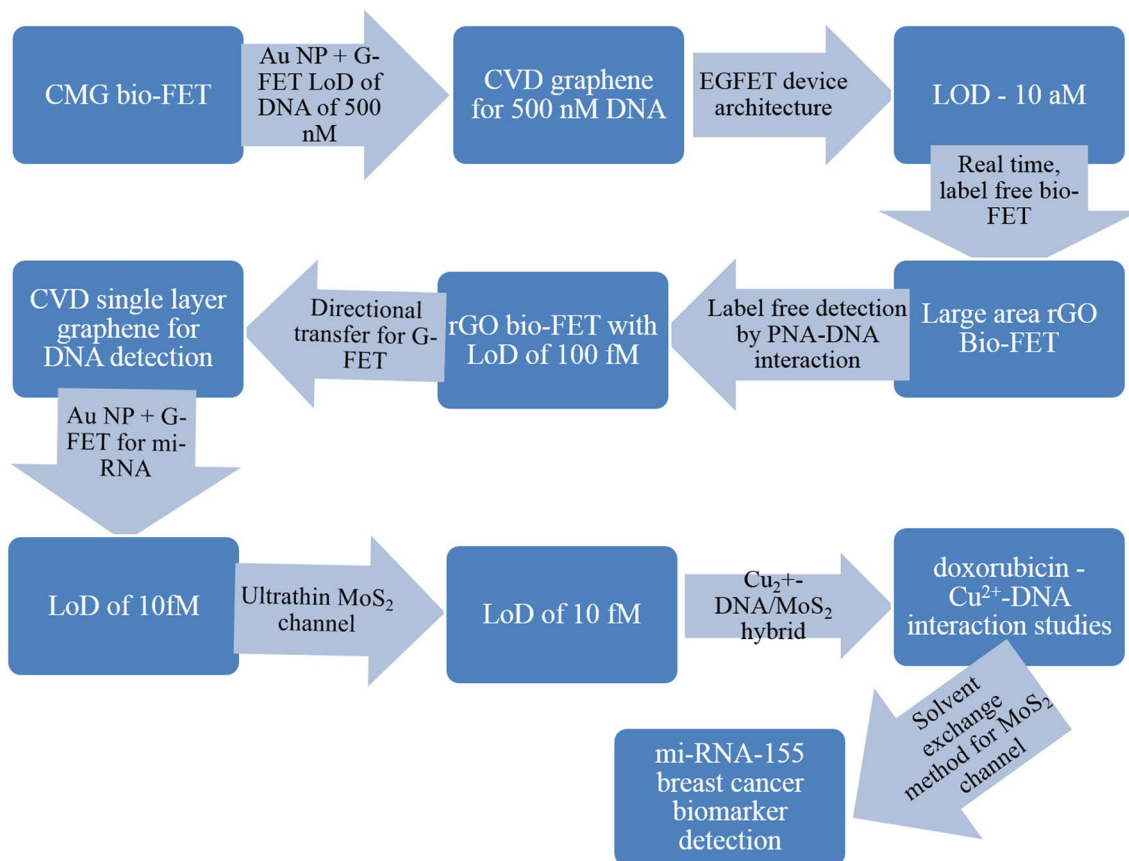 CMG bio-FET
Au NP + G-
FET LoD of
DNA of 500
nM
CVD graphene
for 500 nM DNA
EGFET device
architecture
LOD - 10 aM
Real time,
label free bio-
FET
Large area rGO
Bio-FET
Label free detection
by PNA-DNA
interaction
rGO bio-FET with
LoD of 100 fM
Directional
transfer for G-
FET
CVD single layer
graphene for
DNA detection
Au NP + G-
FET for mi-
RNA
LoD of 10fM
Ultrathin MoS₂
channel
LoD of 10 fM
Cu₂+-
DNA/MoS₂
hybrid
doxorubicin -
Cu²⁺-DNA
interaction studies
Solvent
exchange
method for MoS₂
channel
mi-RNA-155
breast cancer
biomarker
detection